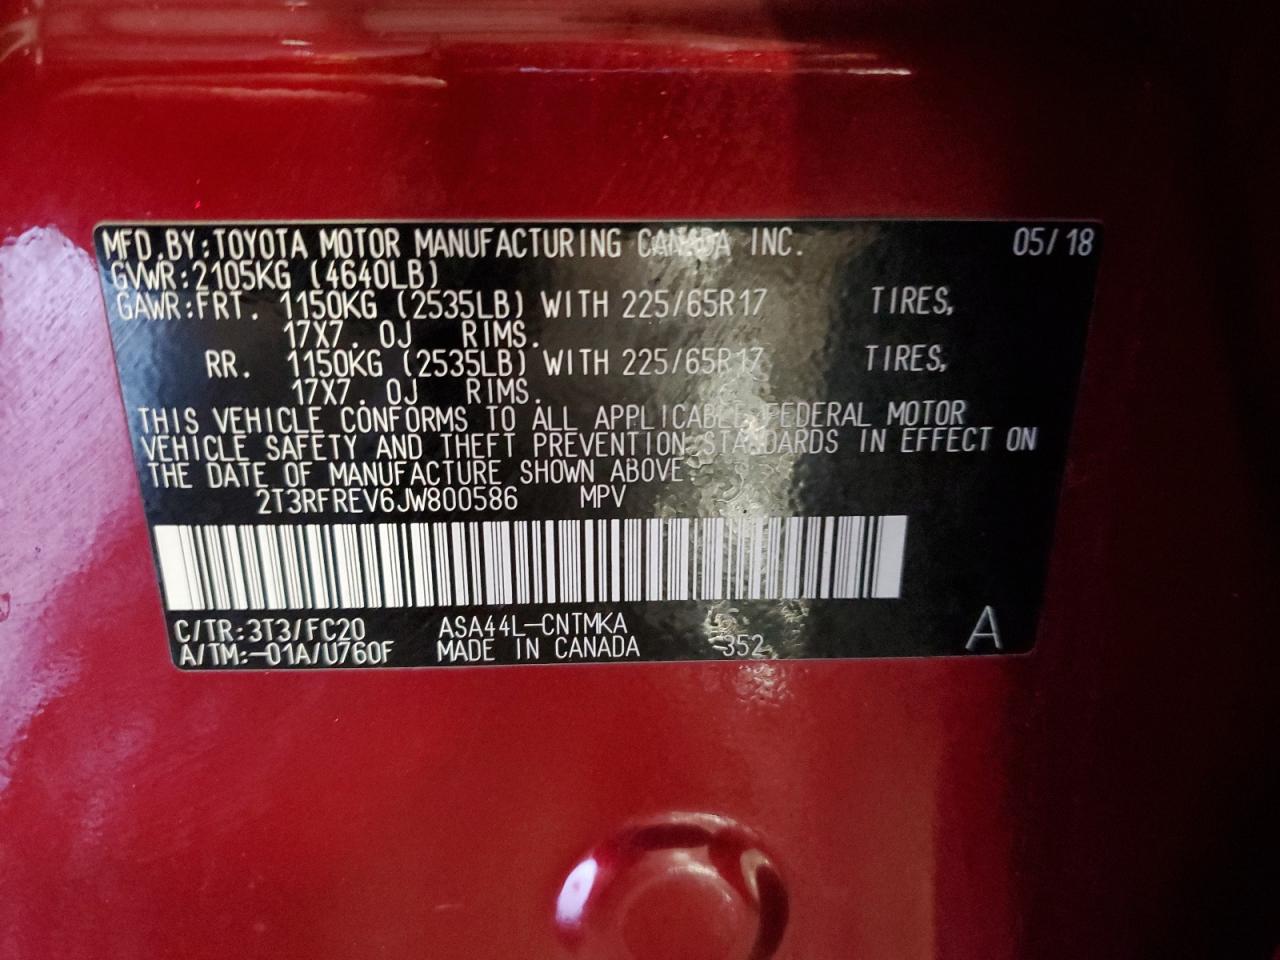 MFD.BY:TOYOTA MOTOR MANUFACTURING CANADA INC. 05/18
GVWR:2105KG (4640LB)
GAWR:FRT. 1150KG (2535LB) WITH 225/65R17 TIRES,
17X7.0J RIMS.
RR. 1150KG (2535LB) WITH 225/65R17 TIRES,
17X7.0J RIMS.
THIS VEHICLE CONFORMS TO ALL APPLICABLE FEDERAL MOTOR
VEHICLE SAFETY AND THEFT PREVENTION STANDARDS IN EFFECT ON
THE DATE OF MANUFACTURE SHOWN ABOVE.
2T3RFREV6JW800586 MPV
C/TR:3T3/FC20 ASA44L-CNTMKA
A/TM:-01A/U760F MADE IN CANADA 352 A